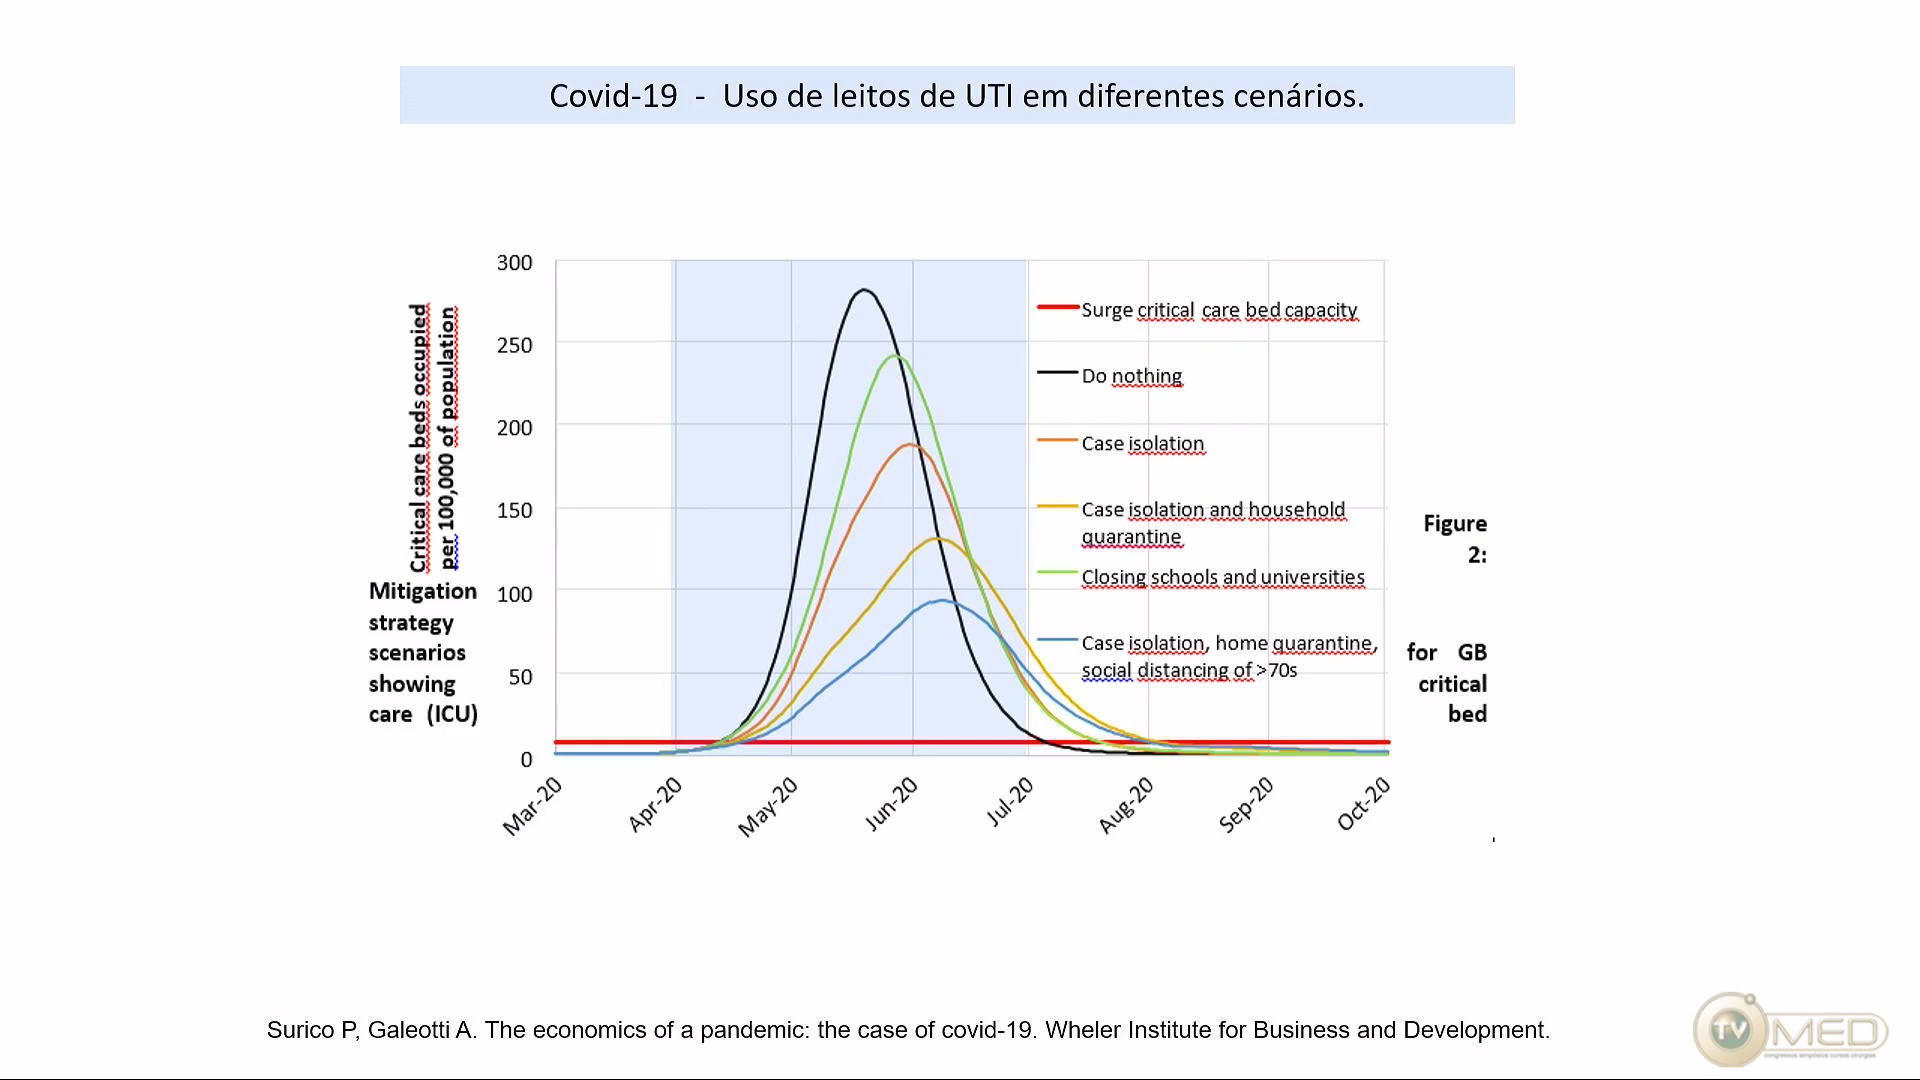 Covid-19 - Uso de leitos de UTI em diferentes cenários.
Critical care beds occupied
per 100,000 of population
Mitigation
strategy
scenarios
showing
care (ICU)
300
250
200
150
100
50
0
Mar-20
Apr-20
May-20
Jun-20
Jul-20
Aug-20
Sep-20
Oct-20
Surge critical care bed capacity
Do nothing
Case isolation
Case isolation and household
quarantine
Closing schools and universities
Case isolation, home quarantine,
social distancing of >70s
Figure
2:
for GB
critical
bed
Surico P, Galeotti A. The economics of a pandemic: the case of covid-19. Wheler Institute for Business and Development.
TV MED